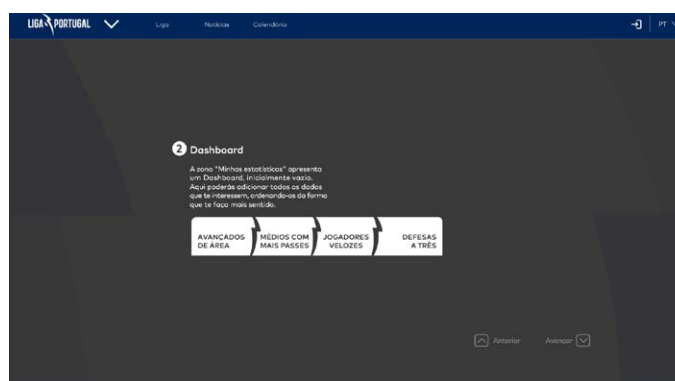 LIGA PORTUGAL
Liga Notícias Calendário
PT
2 Dashboard
A zona "Minhas estatísticas" apresenta
um Dashboard, inicialmente vazio.
Aqui poderás adicionar todos os dados
que te interessem, ordenando-os da forma
que te faça mais sentido.
AVANÇADOS
DE ÁREA
MÉDIOS COM
MAIS PASSES
JOGADORES
VELOZES
DEFESAS
A TRÊS
Anterior Avançar